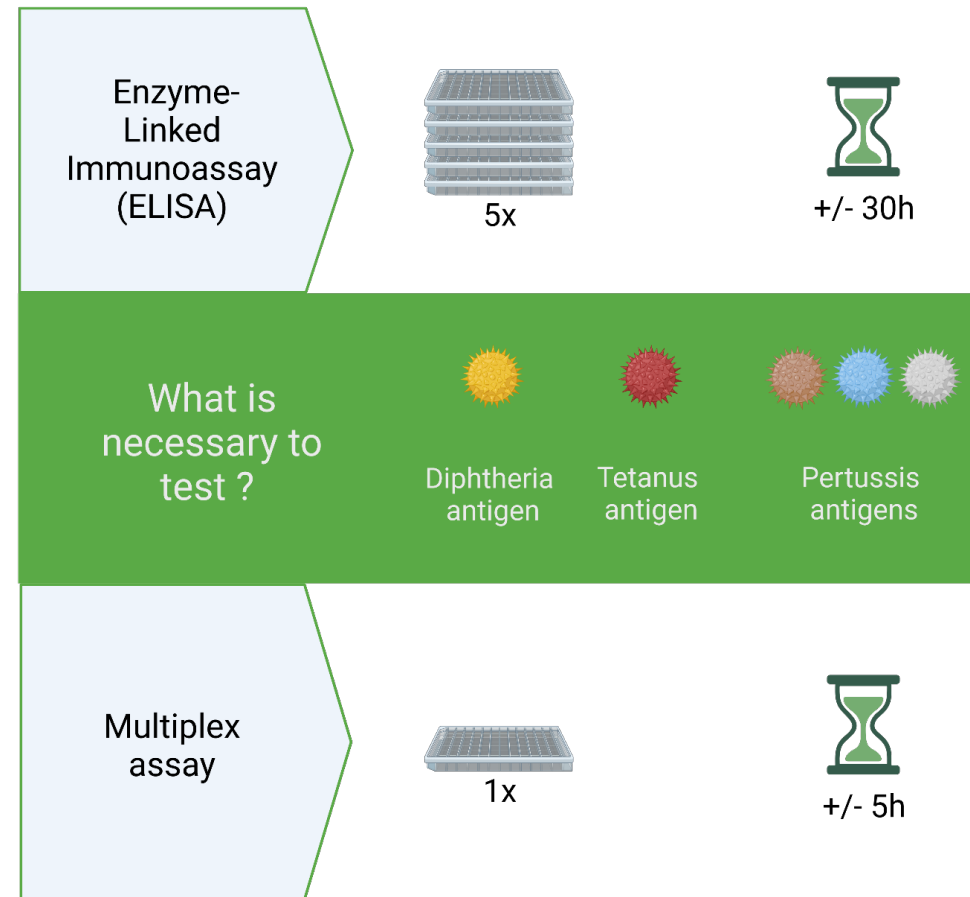 Enzyme-
Linked
Immunoassay
(ELISA)
5x
+/- 30h
What is
necessary to
test ?
Diphtheria
antigen
Tetanus
antigen
Pertussis
antigens
Multiplex
assay
1x
+/- 5h